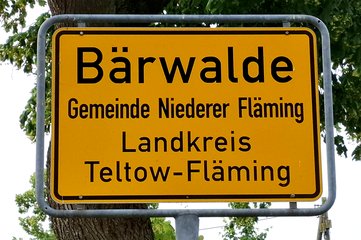 Bärwalde
Gemeinde Niederer Fläming
Landkreis
Teltow-Fläming